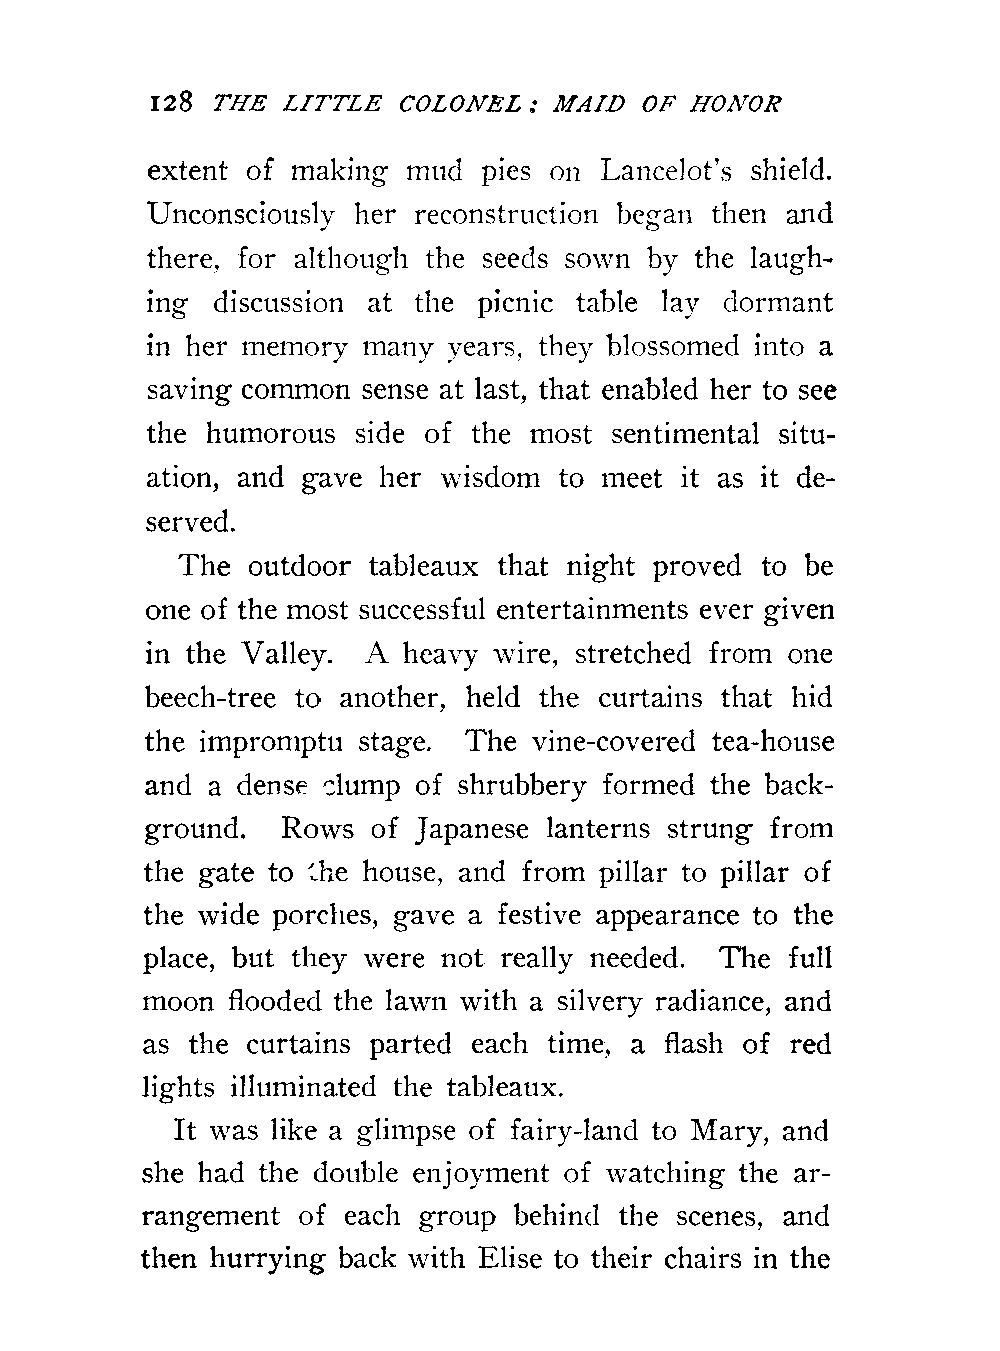 128 THE LITTLE COLONEL: MAID OF HONOR
extent of making mud pies on Lancelot's shield.
Unconsciously her reconstruction began then and
there, for although the seeds sown by the laugh-
ing discussion at the picnic table lay dormant
in her memory many years, they blossomed into a
saving common sense at last, that enabled her to see
the humorous side of the most sentimental situ-
ation, and gave her wisdom to meet it as it de-
served.
The outdoor tableaux that night proved to be
one of the most successful entertainments ever given
in the Valley. A heavy wire, stretched from one
beech-tree to another, held the curtains that hid
the impromptu stage. The vine-covered tea-house
and a dense clump of shrubbery formed the back-
ground. Rows of Japanese lanterns strung from
the gate to the house, and from pillar to pillar of
the wide porches, gave a festive appearance to the
place, but they were not really needed. The full
moon flooded the lawn with a silvery radiance, and
as the curtains parted each time, a flash of red
lights illuminated the tableaux.
It was like a glimpse of fairy-land to Mary, and
she had the double enjoyment of watching the ar-
rangement of each group behind the scenes, and
then hurrying back with Elise to their chairs in the